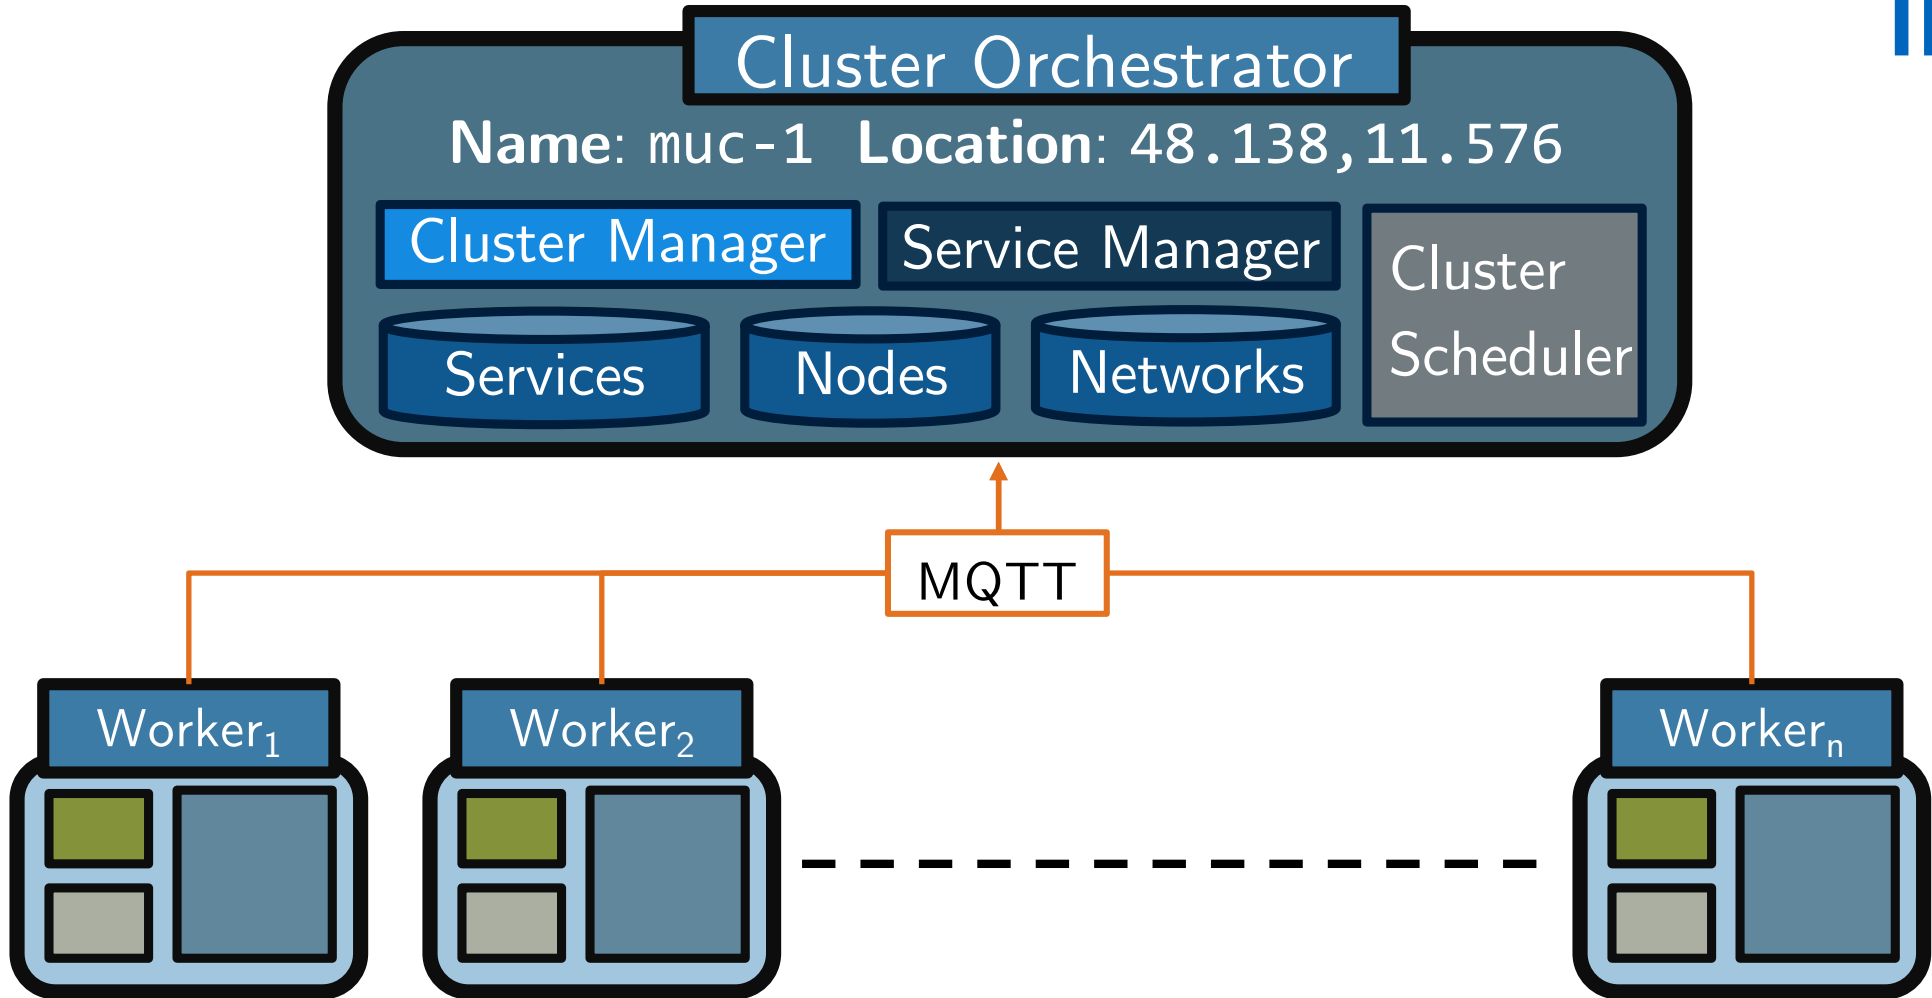 Cluster Orchestrator
Name: muc-1 Location: 48.138,11.576
Cluster Manager
Service Manager
Cluster
Scheduler
Services
Nodes
Networks
MQTT
Worker₁
Worker₂
Workerₙ